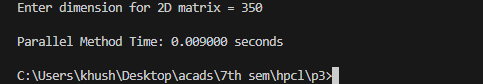 Enter dimension for 2D matrix = 350
Parallel Method Time: 0.009000 seconds
C:\Users\khush\Desktop\acads\7th sem\hpcl\p3>